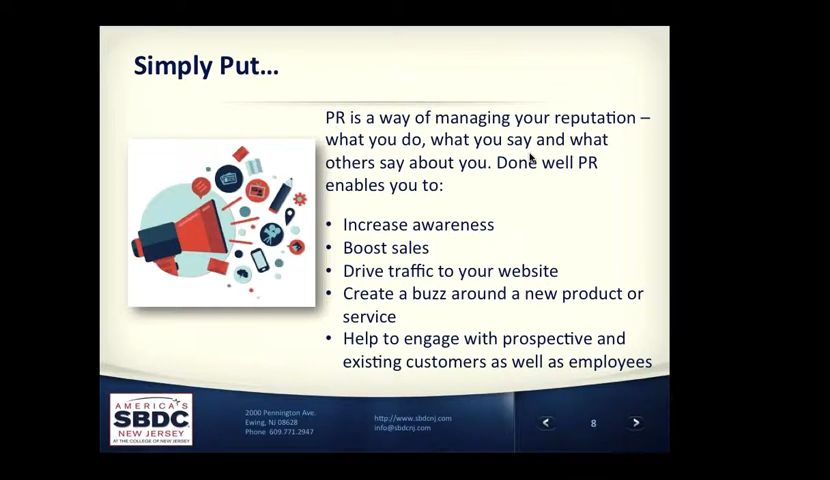 Simply Put...
PR is a way of managing your reputation –
what you do, what you say and what
others say about you. Done well PR
enables you to:
• Increase awareness
• Boost sales
• Drive traffic to your website
• Create a buzz around a new product or
service
• Help to engage with prospective and
existing customers as well as employees
AMERICA'S
SBDC
NEW JERSEY
AT THE COLLEGE OF NEW JERSEY
2000 Pennington Ave.
Ewing, NJ 08628
Phone 609.771.2947
http://www.sbdcnj.com
info@sbdcnj.com
8